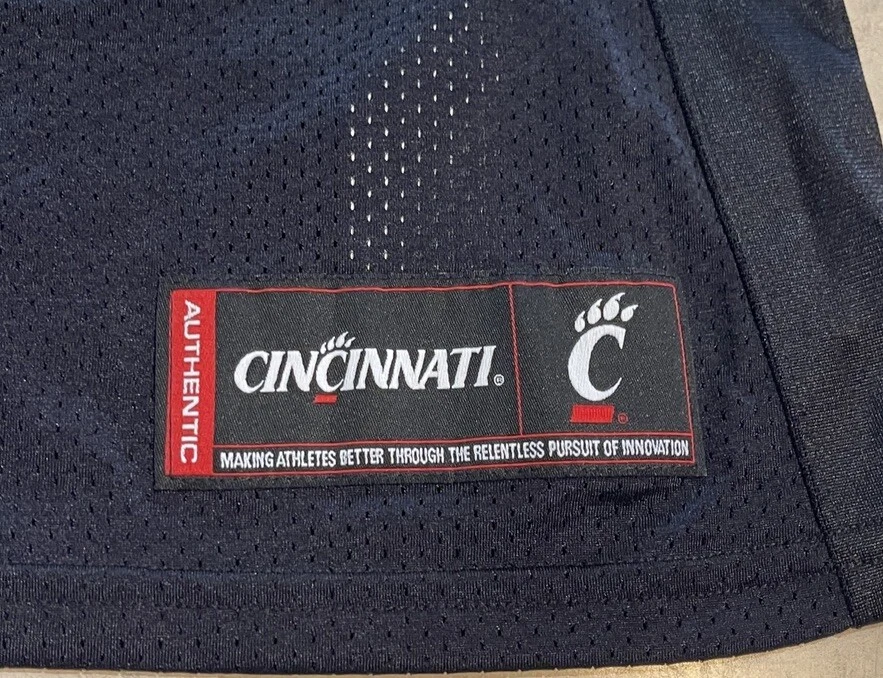 AUTHENTIC
CINCINNATI®
C®
MAKING ATHLETES BETTER THROUGH THE RELENTLESS PURSUIT OF INNOVATION